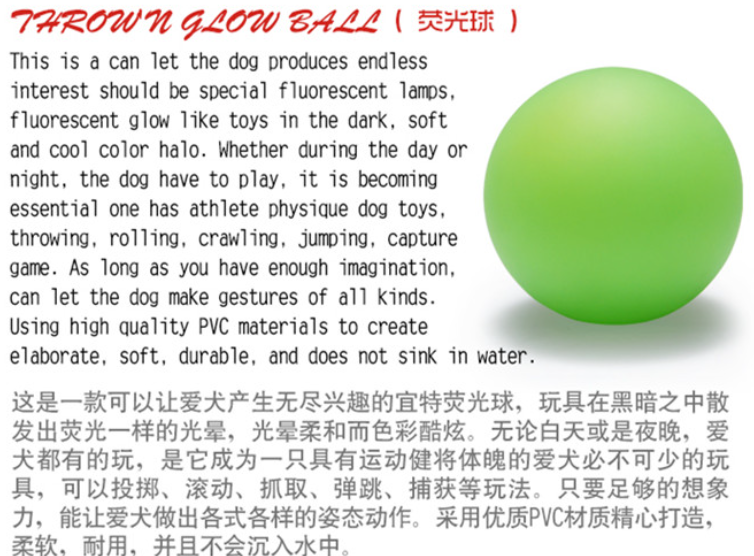 THROWN GLOW BALL ( 荧光球 )
This is a can let the dog produces endless
interest should be special fluorescent lamps,
fluorescent glow like toys in the dark, soft
and cool color halo. Whether during the day or
night, the dog have to play, it is becoming
essential one has athlete physique dog toys,
throwing, rolling, crawling, jumping, capture
game. As long as you have enough imagination,
can let the dog make gestures of all kinds.
Using high quality PVC materials to create
elaborate, soft, durable, and does not sink in water.
这是一款可以让爱犬产生无尽兴趣的宜特荧光球，玩具在黑暗之中散
发出荧光一样的光晕，光晕柔和而色彩酷炫。无论白天或是夜晚，爱
犬都有的玩，是它成为一只具有运动健将体魄的爱犬必不可少的玩
具，可以投掷、滚动、抓取、弹跳、捕获等玩法。只要足够的想象
力，能让爱犬做出各式各样的姿态动作。采用优质PVC材质精心打造，
柔软，耐用，并且不会沉入水中。